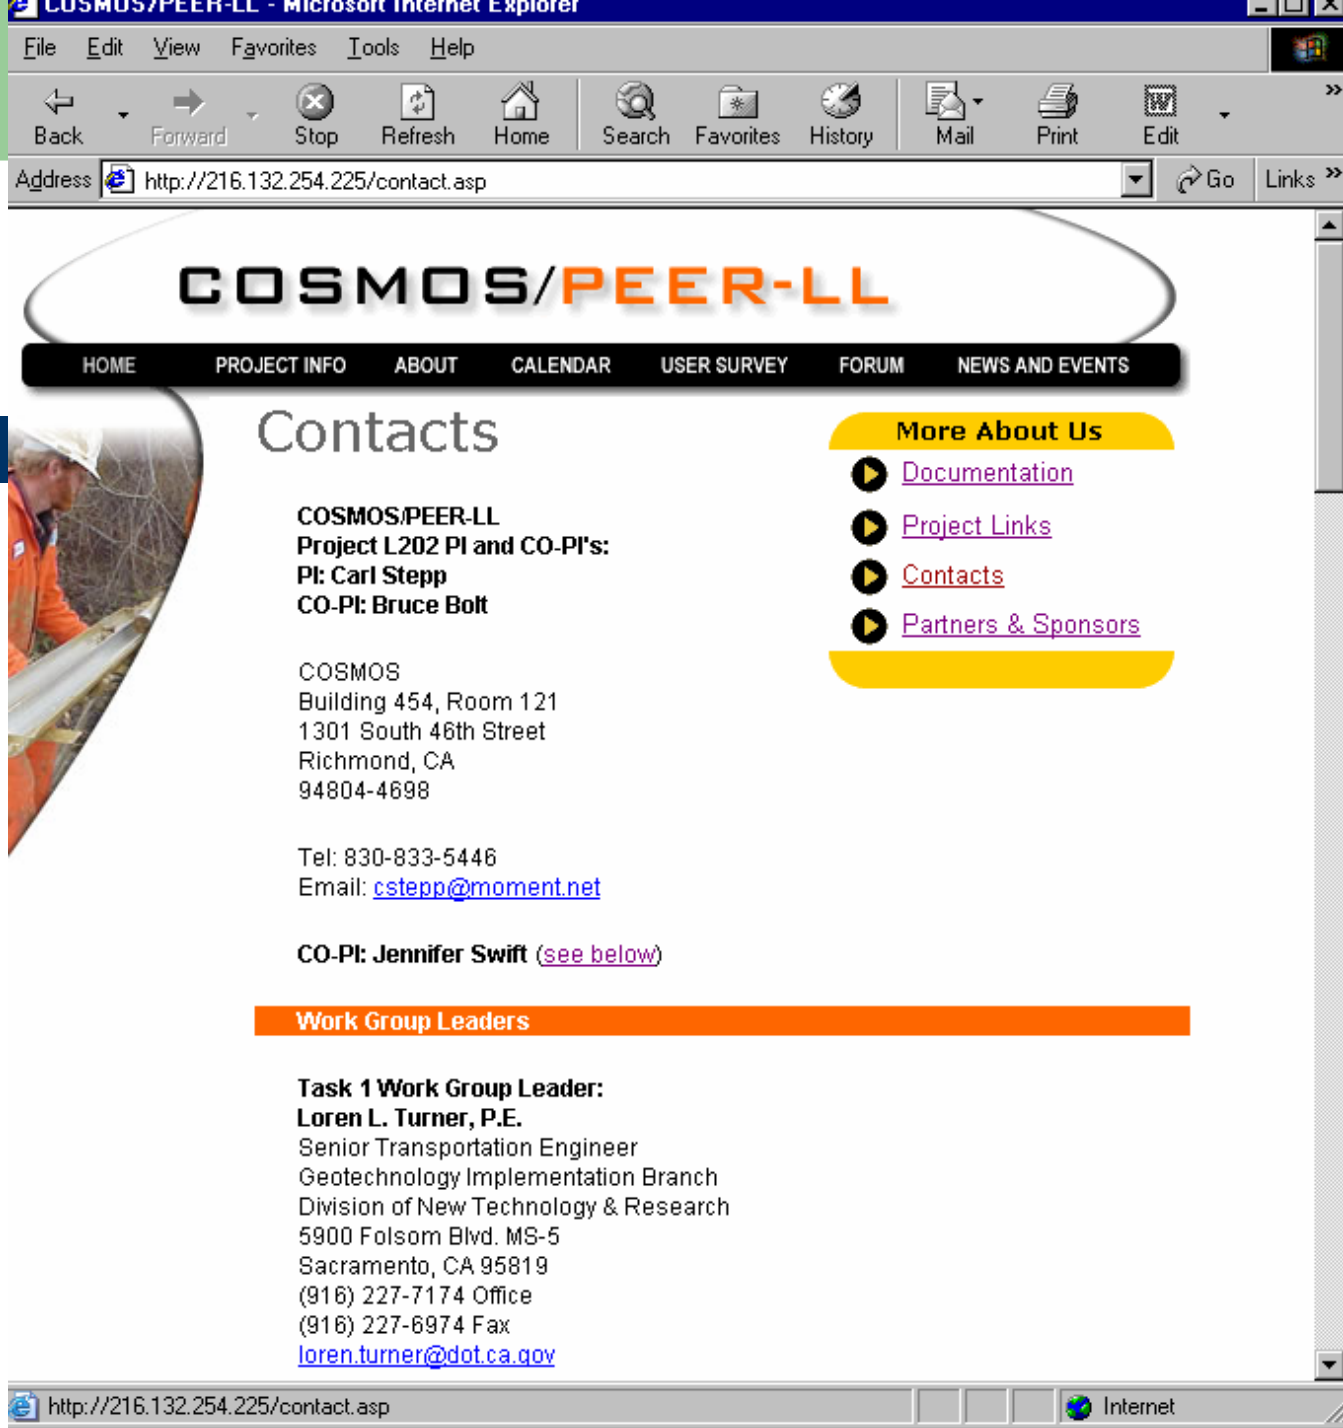 COSMOS/PEER-LL - Microsoft Internet Explorer
File Edit View Favorites Tools Help
Back Forward Stop Refresh Home Search Favorites History Mail Print Edit »
Address http://216.132.254.225/contact.asp Go Links »
COSMOS/PEER-LL
HOME PROJECT INFO ABOUT CALENDAR USER SURVEY FORUM NEWS AND EVENTS
Contacts
COSMOS/PEER-LL
Project L202 PI and CO-PI's:
PI: Carl Stepp
CO-PI: Bruce Bolt
COSMOS
Building 454, Room 121
1301 South 46th Street
Richmond, CA
94804-4698
Tel: 830-833-5446
Email: cstepp@moment.net
CO-PI: Jennifer Swift (see below)
More About Us
Documentation
Project Links
Contacts
Partners & Sponsors
Work Group Leaders
Task 1 Work Group Leader:
Loren L. Turner, P.E.
Senior Transportation Engineer
Geotechnology Implementation Branch
Division of New Technology & Research
5900 Folsom Blvd. MS-5
Sacramento, CA 95819
(916) 227-7174 Office
(916) 227-6974 Fax
loren.turner@dot.ca.gov
http://216.132.254.225/contact.asp Internet